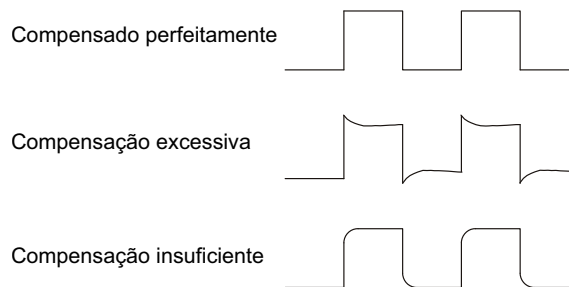 Compensado perfeitamente
Compensação excessiva
Compensação insuficiente